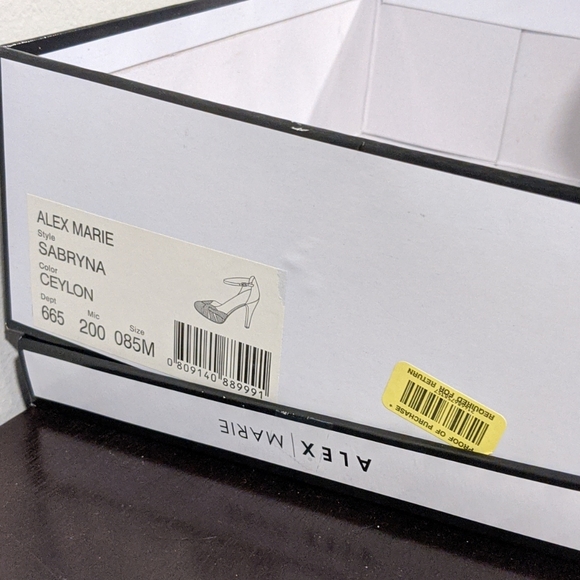 ALEX MARIE
Style
SABRYNA
Color
CEYLON
Dept Mic Size
665 200 085M
0 809140 889991
PROOF OF PURCHASE
REQUIRED FOR RETURN
ALEX | MARIE